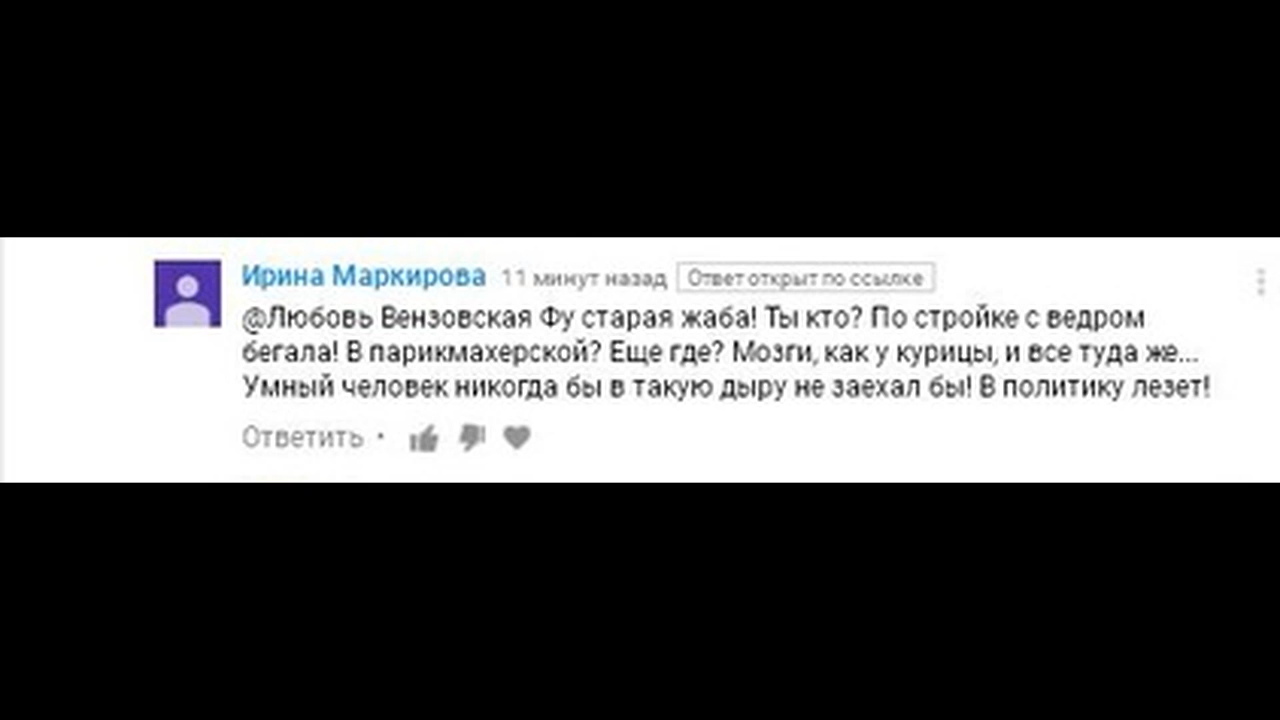 Ирина Маркирова 11 минут назад Ответ открыт по ссылке
@Любовь Вензовская Фу старая жаба! Ты кто? По стройке с ведром
бегала! В парикмахерской? Еще где? Мозги, как у курицы, и все туда же...
Умный человек никогда бы в такую дыру не заехал бы! В политику лезет!
Ответить •